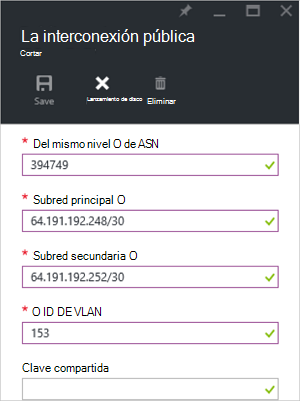 La interconexión pública
Cortar
Save
Lanzamiento de disco
Eliminar
* Del mismo nivel O de ASN
394749
* Subred principal O
64.191.192.248/30
* Subred secundaria O
64.191.192.252/30
* O ID DE VLAN
153
Clave compartida